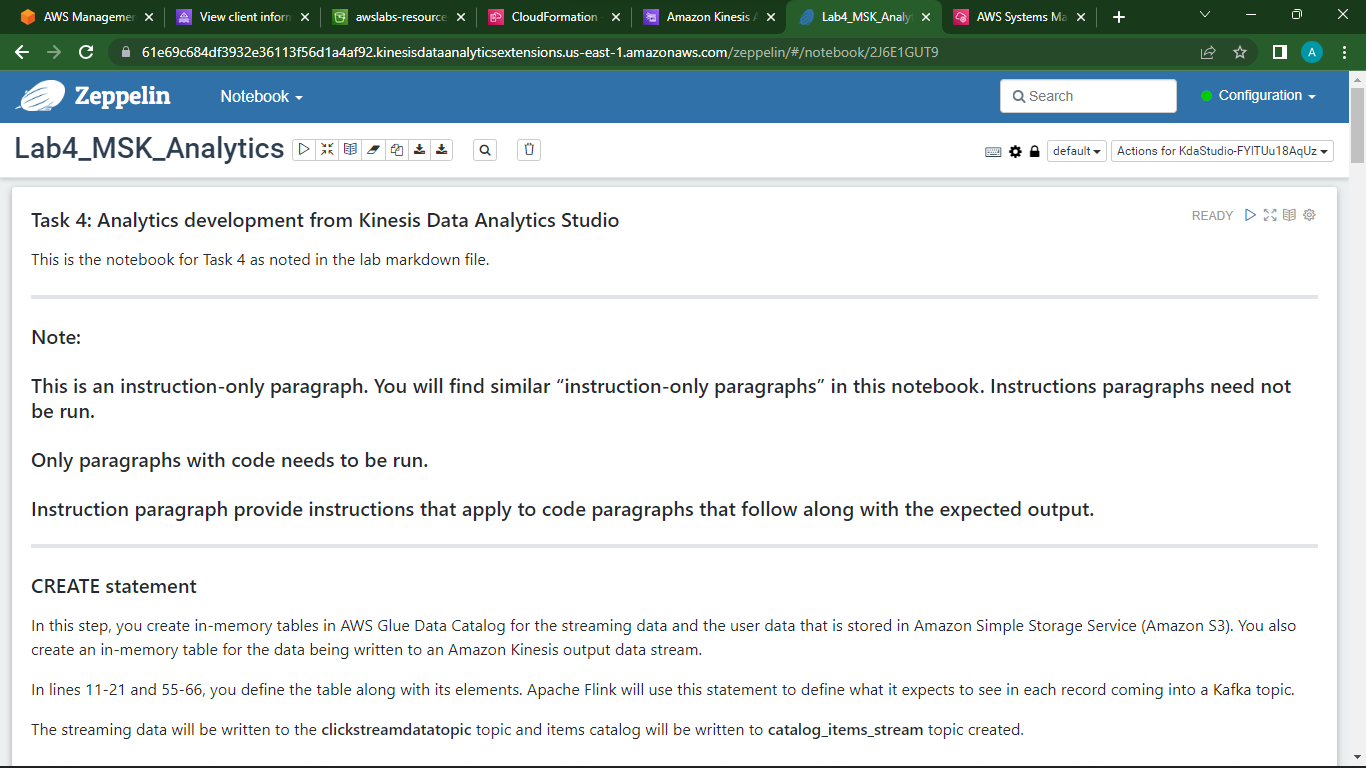 AWS Managemen
View client inforn
awslabs-resource
CloudFormation
Amazon Kinesis A
Lab4_MSK_Analyt
AWS Systems Ma
61e69c684df3932e36113f56d1a4af92.kinesisdataanalyticsextensions.us-east-1.amazonaws.com/zeppelin/#/notebook/2J6E1GUT9
A
Zeppelin
Notebook
Search
Configuration
Lab4_MSK_Analytics
default
Actions for KdaStudio-FYITUu18AqUz
Task 4: Analytics development from Kinesis Data Analytics Studio
READY
This is the notebook for Task 4 as noted in the lab markdown file.
Note:
This is an instruction-only paragraph. You will find similar “instruction-only paragraphs” in this notebook. Instructions paragraphs need not
be run.
Only paragraphs with code needs to be run.
Instruction paragraph provide instructions that apply to code paragraphs that follow along with the expected output.
CREATE statement
In this step, you create in-memory tables in AWS Glue Data Catalog for the streaming data and the user data that is stored in Amazon Simple Storage Service (Amazon S3). You also
create an in-memory table for the data being written to an Amazon Kinesis output data stream.
In lines 11-21 and 55-66, you define the table along with its elements. Apache Flink will use this statement to define what it expects to see in each record coming into a Kafka topic.
The streaming data will be written to the clickstreamdatatopic topic and items catalog will be written to catalog_items_stream topic created.